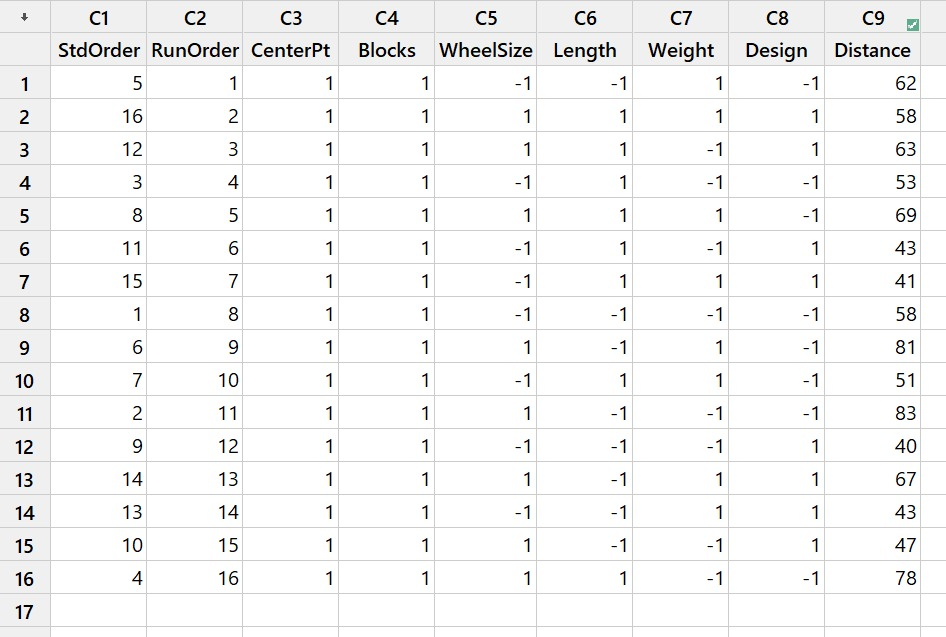 ↓ C1 C2 C3 C4 C5 C6 C7 C8 C9
StdOrder RunOrder CenterPt Blocks WheelSize Length Weight Design Distance
1 5 1 1 1 -1 -1 1 -1 62
2 16 2 1 1 1 1 1 1 58
3 12 3 1 1 1 1 -1 1 63
4 3 4 1 1 -1 1 -1 -1 53
5 8 5 1 1 1 1 1 -1 69
6 11 6 1 1 -1 1 -1 1 43
7 15 7 1 1 -1 1 1 1 41
8 1 8 1 1 -1 -1 -1 -1 58
9 6 9 1 1 1 -1 1 -1 81
10 7 10 1 1 -1 1 1 -1 51
11 2 11 1 1 1 -1 -1 -1 83
12 9 12 1 1 -1 -1 -1 1 40
13 14 13 1 1 1 -1 1 1 67
14 13 14 1 1 -1 -1 1 1 43
15 10 15 1 1 1 -1 -1 1 47
16 4 16 1 1 1 1 -1 -1 78
17